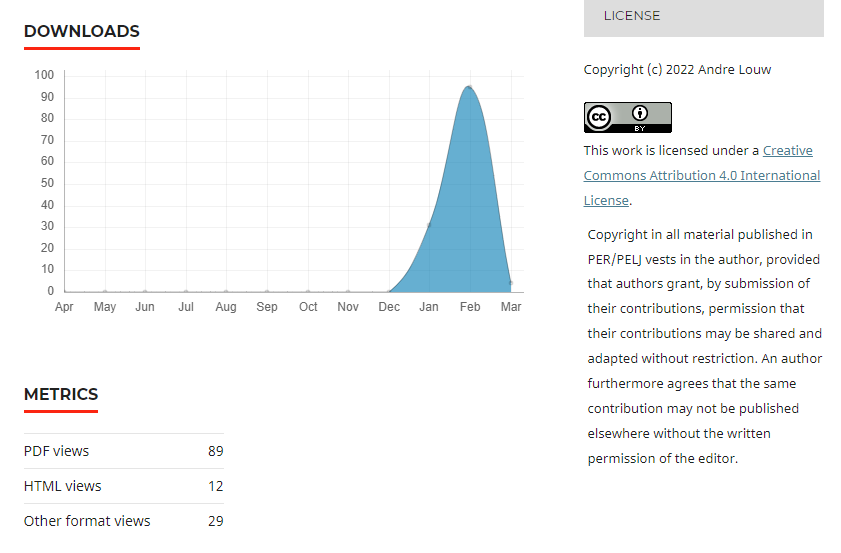 DOWNLOADS
100
90
80
70
60
50
40
30
20
10
0
Apr May Jun Jul Aug Sep Oct Nov Dec Jan Feb Mar
METRICS
PDF views 89
HTML views 12
Other format views 29
LICENSE
Copyright (c) 2022 Andre Louw
cc
BY
This work is licensed under a Creative
Commons Attribution 4.0 International
License.
Copyright in all material published in
PER/PELJ vests in the author, provided
that authors grant, by submission of
their contributions, permission that
their contributions may be shared and
adapted without restriction. An author
furthermore agrees that the same
contribution may not be published
elsewhere without the written
permission of the editor.